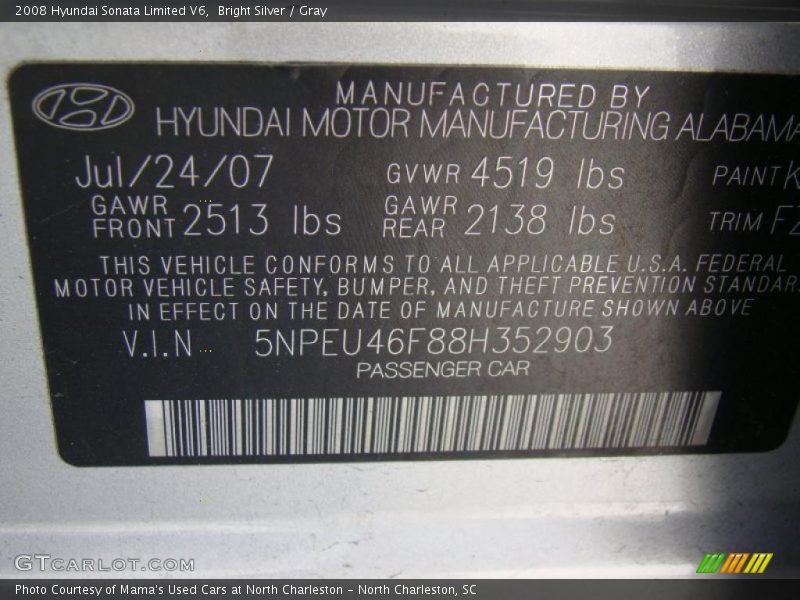 2008 Hyundai Sonata Limited V6,  Bright Silver / Gray
MANUFACTURED BY
HYUNDAI MOTOR MANUFACTURING ALABAMA
Jul/24/07 GVWR 4519 lbs PAINT K
GAWR FRONT 2513 lbs GAWR REAR 2138 lbs TRIM FZ
THIS VEHICLE CONFORMS TO ALL APPLICABLE U.S.A. FEDERAL
MOTOR VEHICLE SAFETY, BUMPER, AND THEFT PREVENTION STANDAR
IN EFFECT ON THE DATE OF MANUFACTURE SHOWN ABOVE
V.I.N ... 5NPEU46F88H352903
PASSENGER CAR
GTCARLOT.COM
Photo Courtesy of Mama's Used Cars at North Charleston - North Charleston, SC